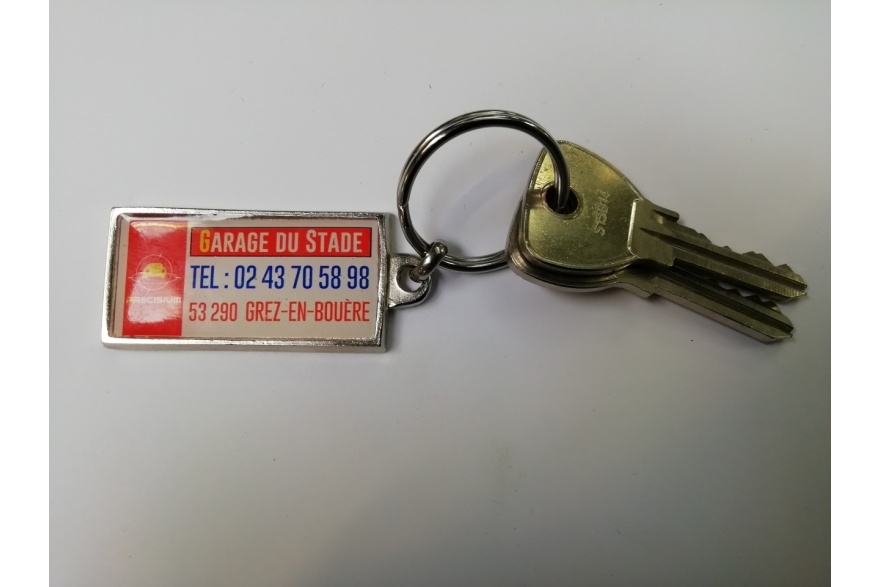 GARAGE DU STADE
TEL : 02 43 70 58 98
53 290 GREZ-EN-BOUÈRE
PRECISIUM